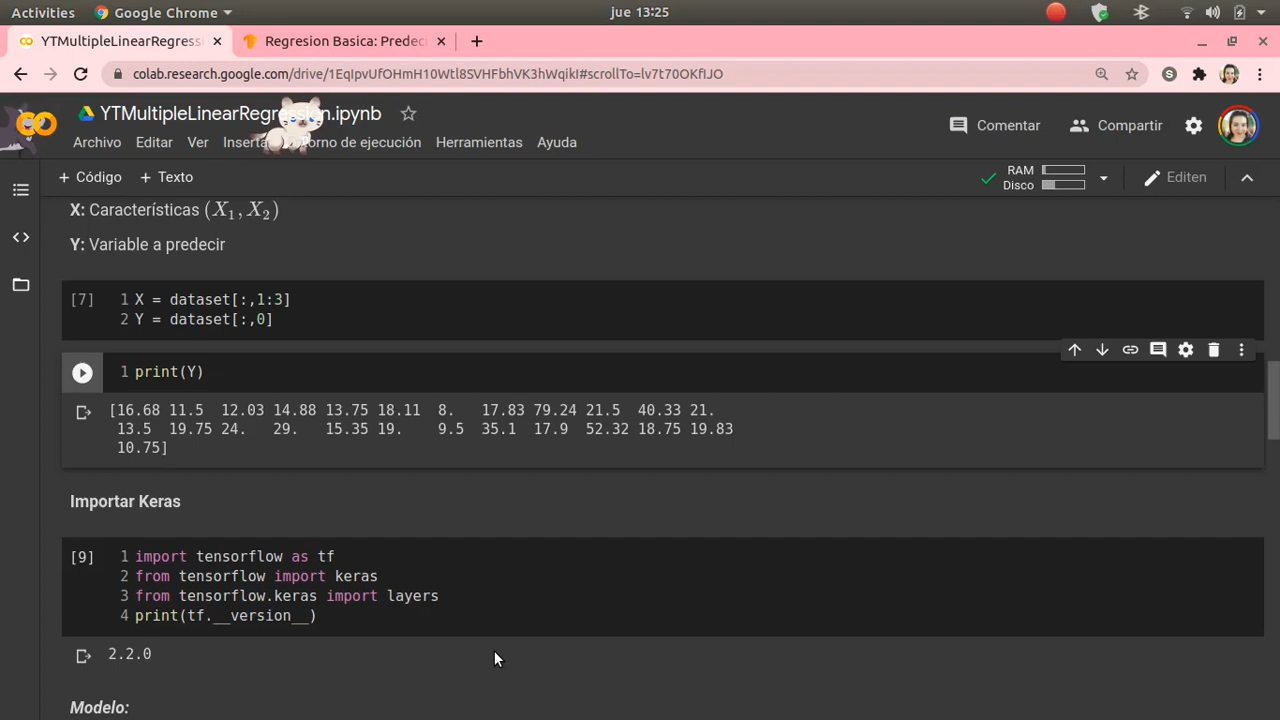 Activities Google Chrome jue 13:25
YTMultipleLinearRegressi Regresion Basica: Predec
colab.research.google.com/drive/1EqIpvUfOHmH10Wtl8SVHFbhVK3hWqikI#scrollTo=lv7t70OKfIJO S
YTMultipleLinearRegression.ipynb
Comentar Compartir
Archivo Editar Ver Inserta orno de ejecución Herramientas Ayuda
+ Código + Texto RAM Disco Editen
X: Características (X1, X2)
Y: Variable a predecir
[7] 1 X = dataset[:,1:3]
2 Y = dataset[:,0]
1 print(Y)
[16.68 11.5 12.03 14.88 13.75 18.11 8. 17.83 79.24 21.5 40.33 21.
13.5 19.75 24. 29. 15.35 19. 9.5 35.1 17.9 52.32 18.75 19.83
10.75]
Importar Keras
[9] 1 import tensorflow as tf
2 from tensorflow import keras
3 from tensorflow.keras import layers
4 print(tf.__version__)
2.2.0
Modelo: